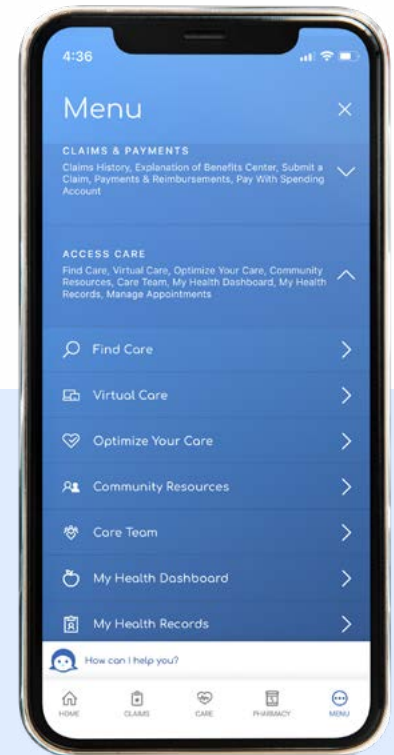 4:36
Menu
CLAIMS & PAYMENTS
Claims History, Explanation of Benefits Center, Submit a
Claim, Payments & Reimbursements, Pay With Spending
Account
ACCESS CARE
Find Care, Virtual Care, Optimize Your Care, Community
Resources, Care Team, My Health Dashboard, My Health
Records, Manage Appointments
Find Care
Virtual Care
Optimize Your Care
Community Resources
Care Team
My Health Dashboard
My Health Records
How can I help you?
HOME CLAIMS CARE PHARMACY MENU